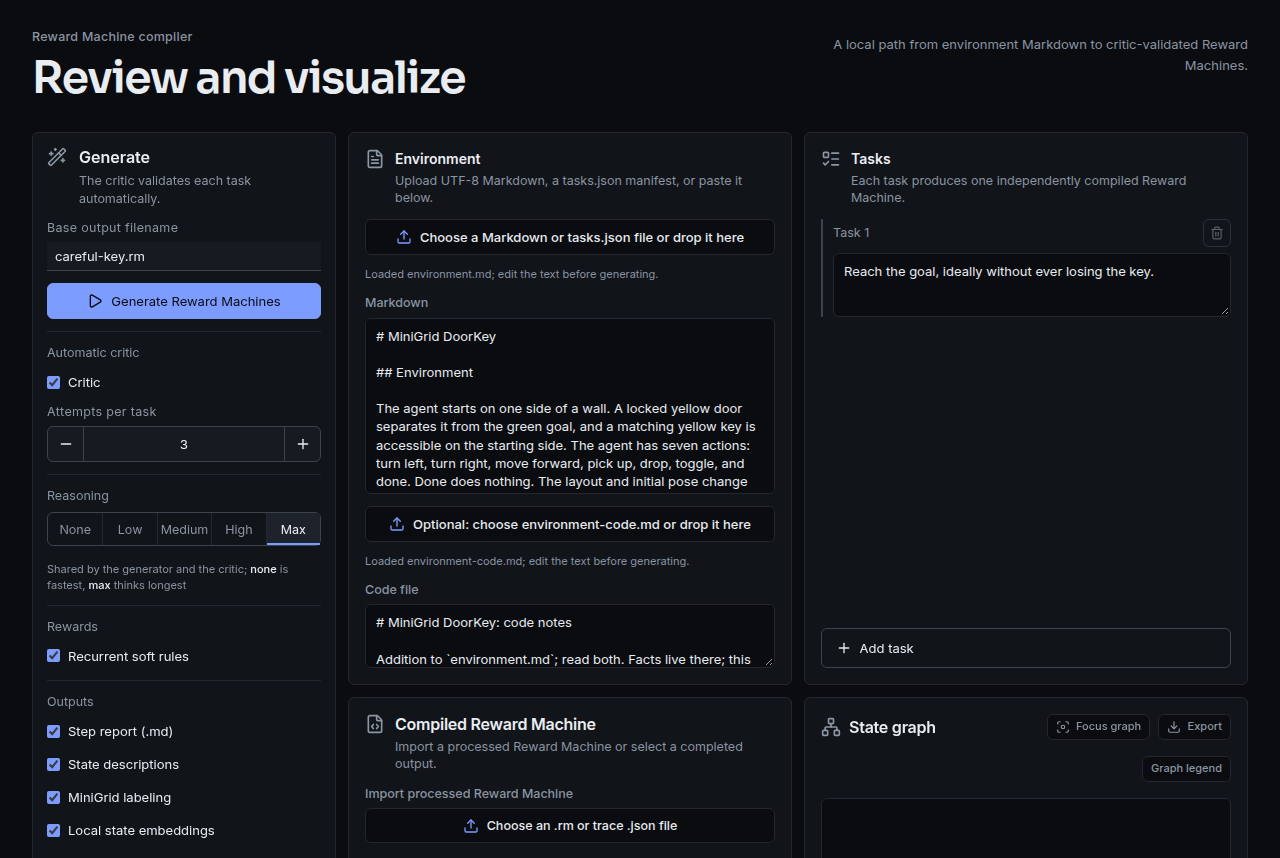 Reward Machine compiler
Review and visualize
A local path from environment Markdown to critic-validated Reward
Machines.
Generate
The critic validates each task
automatically.
Base output filename
careful-key.rm
Generate Reward Machines
Automatic critic
Critic
Attempts per task
3
Reasoning
None
Low
Medium
High
Max
Shared by the generator and the critic; none is
fastest, max thinks longest
Rewards
Recurrent soft rules
Outputs
Step report (.md)
State descriptions
MiniGrid labeling
Local state embeddings
Environment
Upload UTF-8 Markdown, a tasks.json manifest, or paste it
below.
Choose a Markdown or tasks.json file or drop it here
Loaded environment.md; edit the text before generating.
Markdown
# MiniGrid DoorKey
## Environment
The agent starts on one side of a wall. A locked yellow door
separates it from the green goal, and a matching yellow key is
accessible on the starting side. The agent has seven actions:
turn left, turn right, move forward, pick up, drop, toggle, and
done. Done does nothing. The layout and initial pose change
Optional: choose environment-code.md or drop it here
Loaded environment-code.md; edit the text before generating.
Code file
# MiniGrid DoorKey: code notes
Addition to `environment.md`; read both. Facts live there; this
Tasks
Each task produces one independently compiled Reward
Machine.
Task 1
Reach the goal, ideally without ever losing the key.
Add task
Compiled Reward Machine
Import a processed Reward Machine or select a completed
output.
Import processed Reward Machine
Choose an .rm or trace .json file
State graph
Focus graph
Export
Graph legend